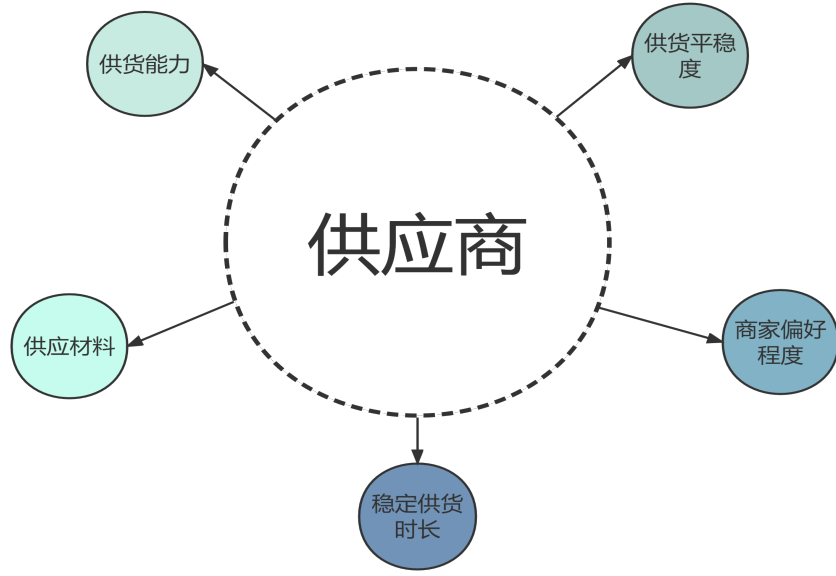 供货能力
供货平稳
度
供应商
供应材料
商家偏好
程度
稳定供货
时长